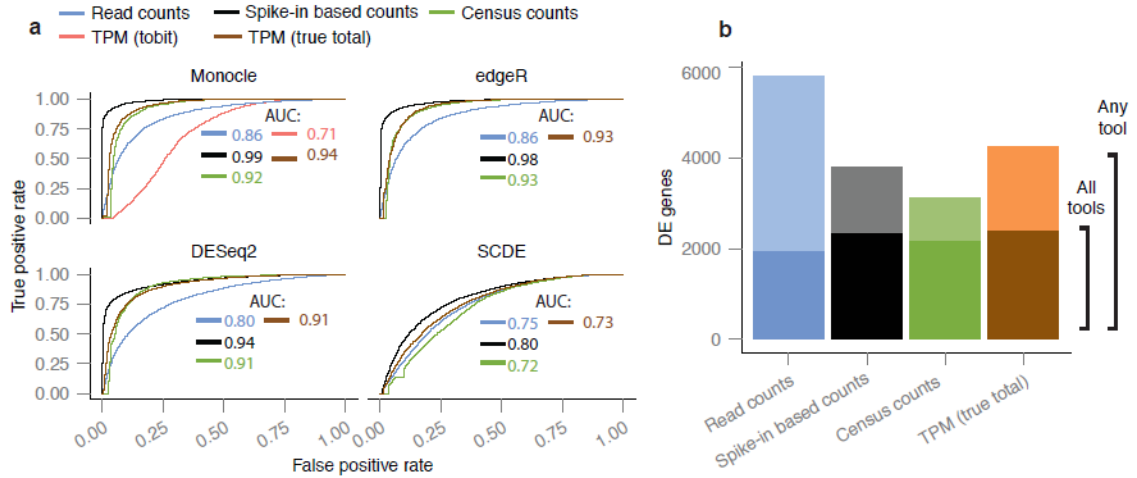 Read counts
Spike-in based counts
Census counts
TPM (tobit)
TPM (true total)
a
Monocle
edgeR
True positive rate
1.00
0.75
0.50
0.25
0.00
AUC:
0.86
0.71
0.99
0.94
0.92
AUC:
0.86
0.93
0.98
0.93
DESeq2
SCDE
1.00
0.75
0.50
0.25
0.00
AUC:
0.80
0.91
0.94
0.91
AUC:
0.75
0.73
0.80
0.72
0.00
0.25
0.50
0.75
1.00
0.00
0.25
0.50
0.75
1.00
False positive rate
b
DE genes
6000
4000
2000
0
Any
tool
All
tools
Read counts
Spike-in based counts
Census counts
TPM (true total)